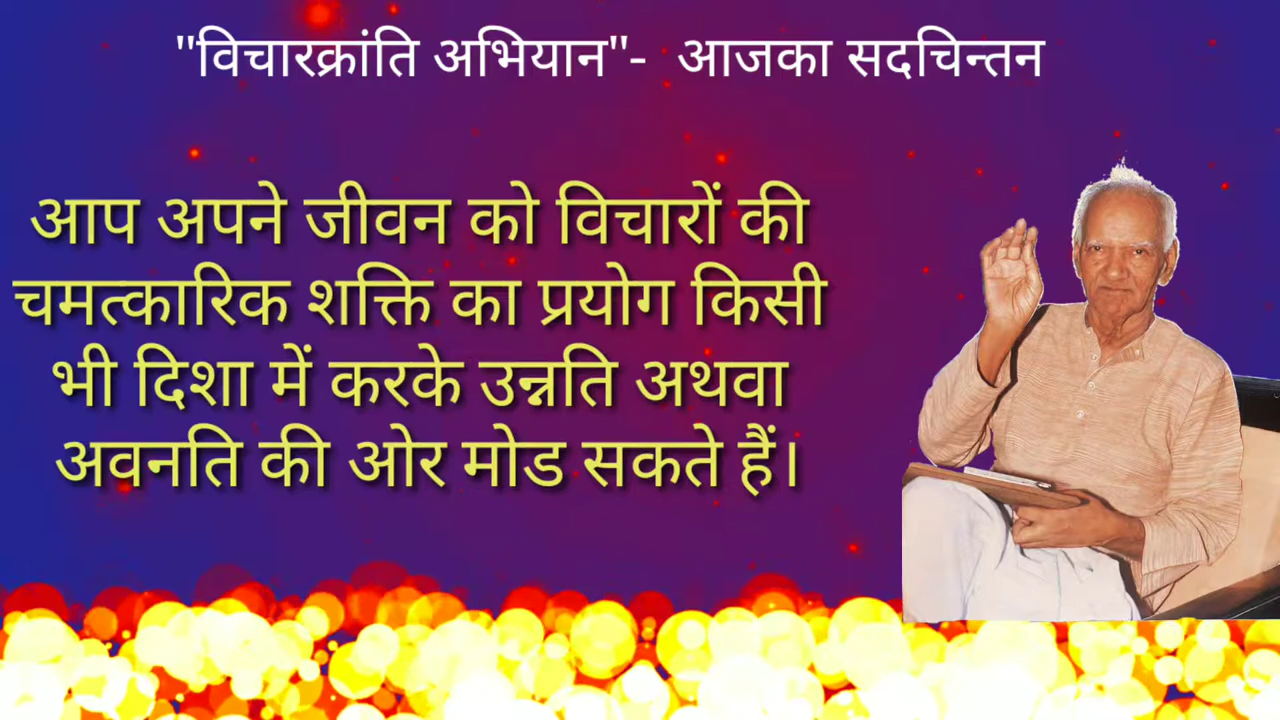 "विचारक्रांति अभियान"- आजका सदचिन्तन
आप अपने जीवन को विचारों की
चमत्कारिक शक्ति का प्रयोग किसी
भी दिशा में करके उन्नति अथवा
अवनति की ओर मोड सकते हैं।